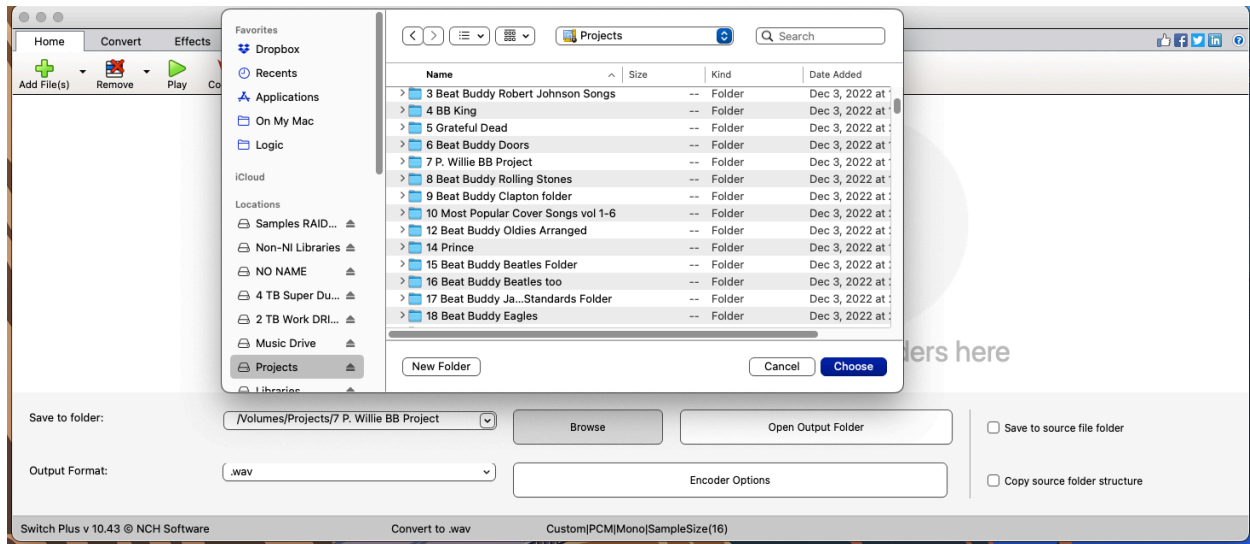 Home Convert Effects
Add File(s) Remove Play Co
Favorites
Dropbox
Recents
Applications
On My Mac
Logic
iCloud
Locations
Samples RAID...
Non-NI Libraries
NO NAME
4 TB Super Du...
2 TB Work DRI...
Music Drive
Projects
Libraries
Projects Search
Name Size Kind Date Added
3 Beat Buddy Robert Johnson Songs -- Folder Dec 3, 2022 at
4 BB King -- Folder Dec 3, 2022 at
5 Grateful Dead -- Folder Dec 3, 2022 at
6 Beat Buddy Doors -- Folder Dec 3, 2022 at
7 P. Willie BB Project -- Folder Dec 3, 2022 at
8 Beat Buddy Rolling Stones -- Folder Dec 3, 2022 at
9 Beat Buddy Clapton folder -- Folder Dec 3, 2022 at
10 Most Popular Cover Songs vol 1-6 -- Folder Dec 3, 2022 at
12 Beat Buddy Oldies Arranged -- Folder Dec 3, 2022 at
14 Prince -- Folder Dec 3, 2022 at
15 Beat Buddy Beatles Folder -- Folder Dec 3, 2022 at
16 Beat Buddy Beatles too -- Folder Dec 3, 2022 at
17 Beat Buddy Ja...Standards Folder -- Folder Dec 3, 2022 at
18 Beat Buddy Eagles -- Folder Dec 3, 2022 at
New Folder Cancel Choose
ders here
Save to folder: /Volumes/Projects/7 P. Willie BB Project Browse Open Output Folder Save to source file folder
Output Format: .wav Encoder Options Copy source folder structure
Switch Plus v 10.43 © NCH Software Convert to .wav Custom|PCM|Mono|SampleSize(16)